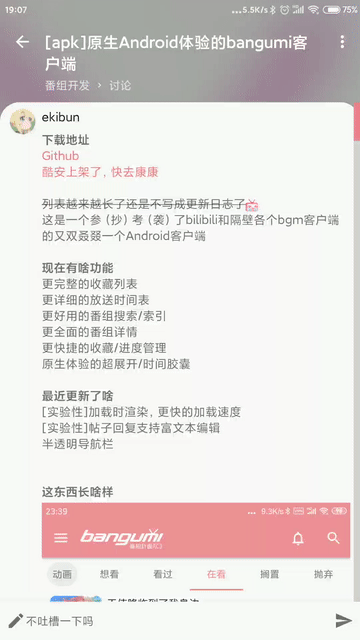 19:07
...5.5K/s
75%
[apk]原生Android体验的bangumi客
户端
番组开发 › 讨论
ekibun
下载地址
Github
酷安上架了，快去康康
列表越来越长了还是不写成更新日志了
这是一个参（抄）考（袭）了bilibili和隔壁各个bgm客户端
的又双叒叕一个Android客户端
现在有啥功能
更完整的收藏列表
更详细的放送时间表
更好用的番组搜索/索引
更全面的番组详情
更快捷的收藏/进度管理
原生体验的超展开/时间胶囊
最近更新了啥
[实验性]加载时渲染，更快的加载速度
[实验性]帖子回复支持富文本编辑
半透明导航栏
这东西长啥样
23:39
...9.3K/s
bangumi
动画
想看
看过
在看
搁置
抛弃
不吐槽一下吗